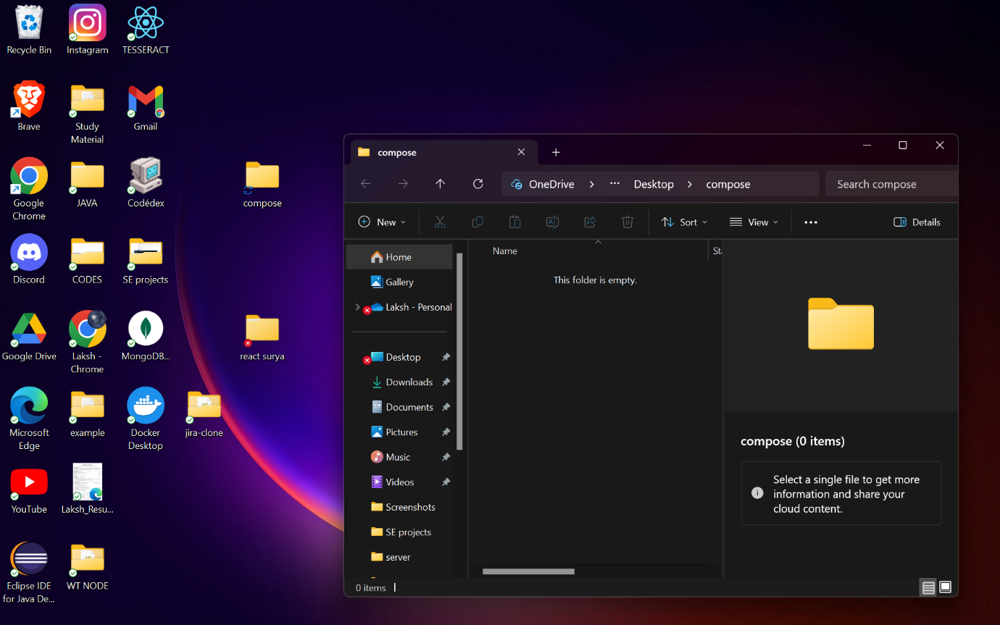 Recycle Bin
Instagram
TESSERACT
Brave
Study
Material
Gmail
Google
Chrome
JAVA
Codédex
compose
Discord
CODES
SE projects
Google Drive
Laksh -
Chrome
MongoDB...
react surya
Microsoft
Edge
example
Docker
Desktop
jira-clone
YouTube
Laksh_Resu...
Eclipse IDE
for Java De...
WT NODE
compose
OneDrive > ... Desktop > compose
Search compose
New
Sort
View
Details
Home
Gallery
Laksh - Personal
Desktop
Downloads
Documents
Pictures
Music
Videos
Screenshots
SE projects
server
Name
St
This folder is empty.
compose (0 items)
Select a single file to get more
information and share your
cloud content.
0 items